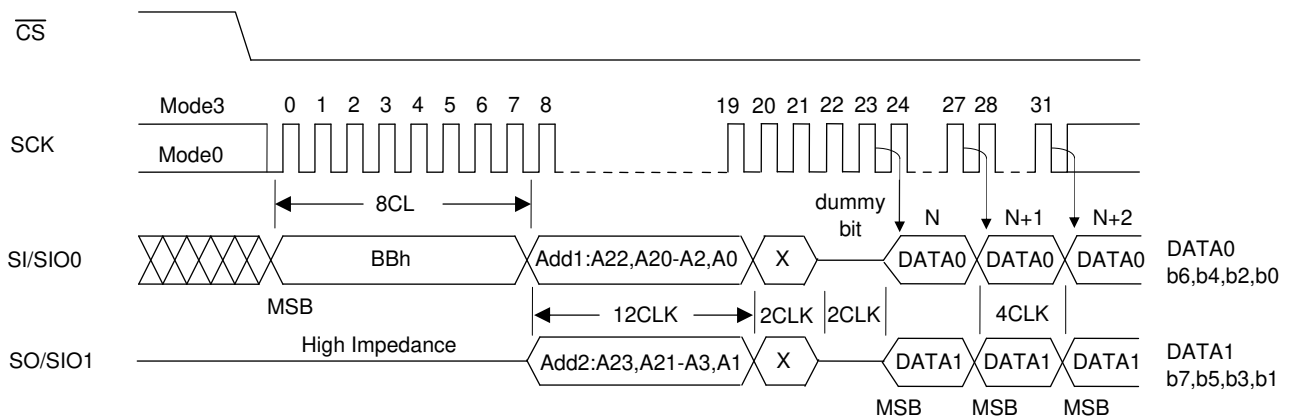 CS
Mode3 0 1 2 3 4 5 6 7 8 19 20 21 22 23 24 27 28 31
SCK
Mode0
8CL
dummy bit
N N+1 N+2
SI/SIO0 BBh Add1:A22,A20-A2,A0 X DATA0 DATA0 DATA0
DATA0
b6,b4,b2,b0
MSB
12CLK 2CLK 2CLK 4CLK
High Impedance
SO/SIO1 Add2:A23,A21-A3,A1 X DATA1 DATA1 DATA1
DATA1
b7,b5,b3,b1
MSB MSB MSB